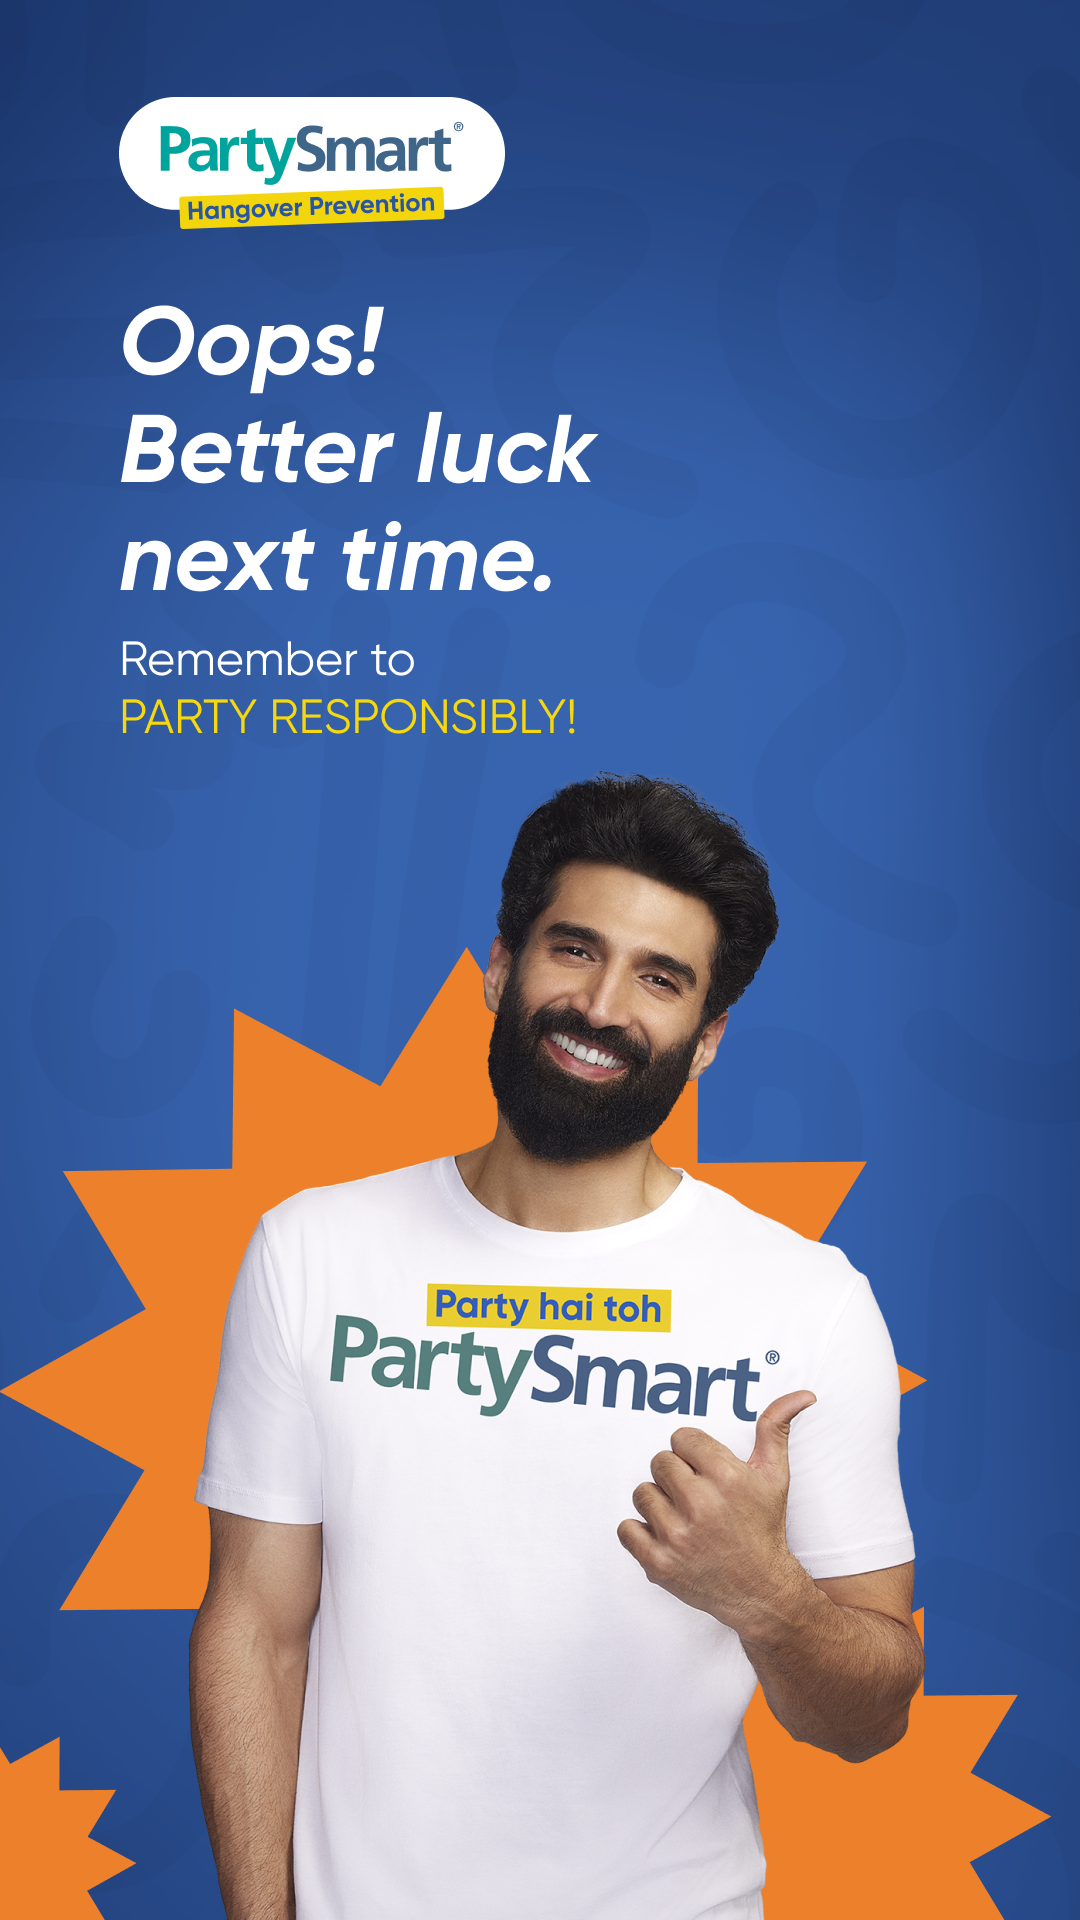 PartySmart®
Hangover Prevention
Oops!
Better luck
next time.
Remember to
PARTY RESPONSIBLY!
Party hai toh
PartySmart®